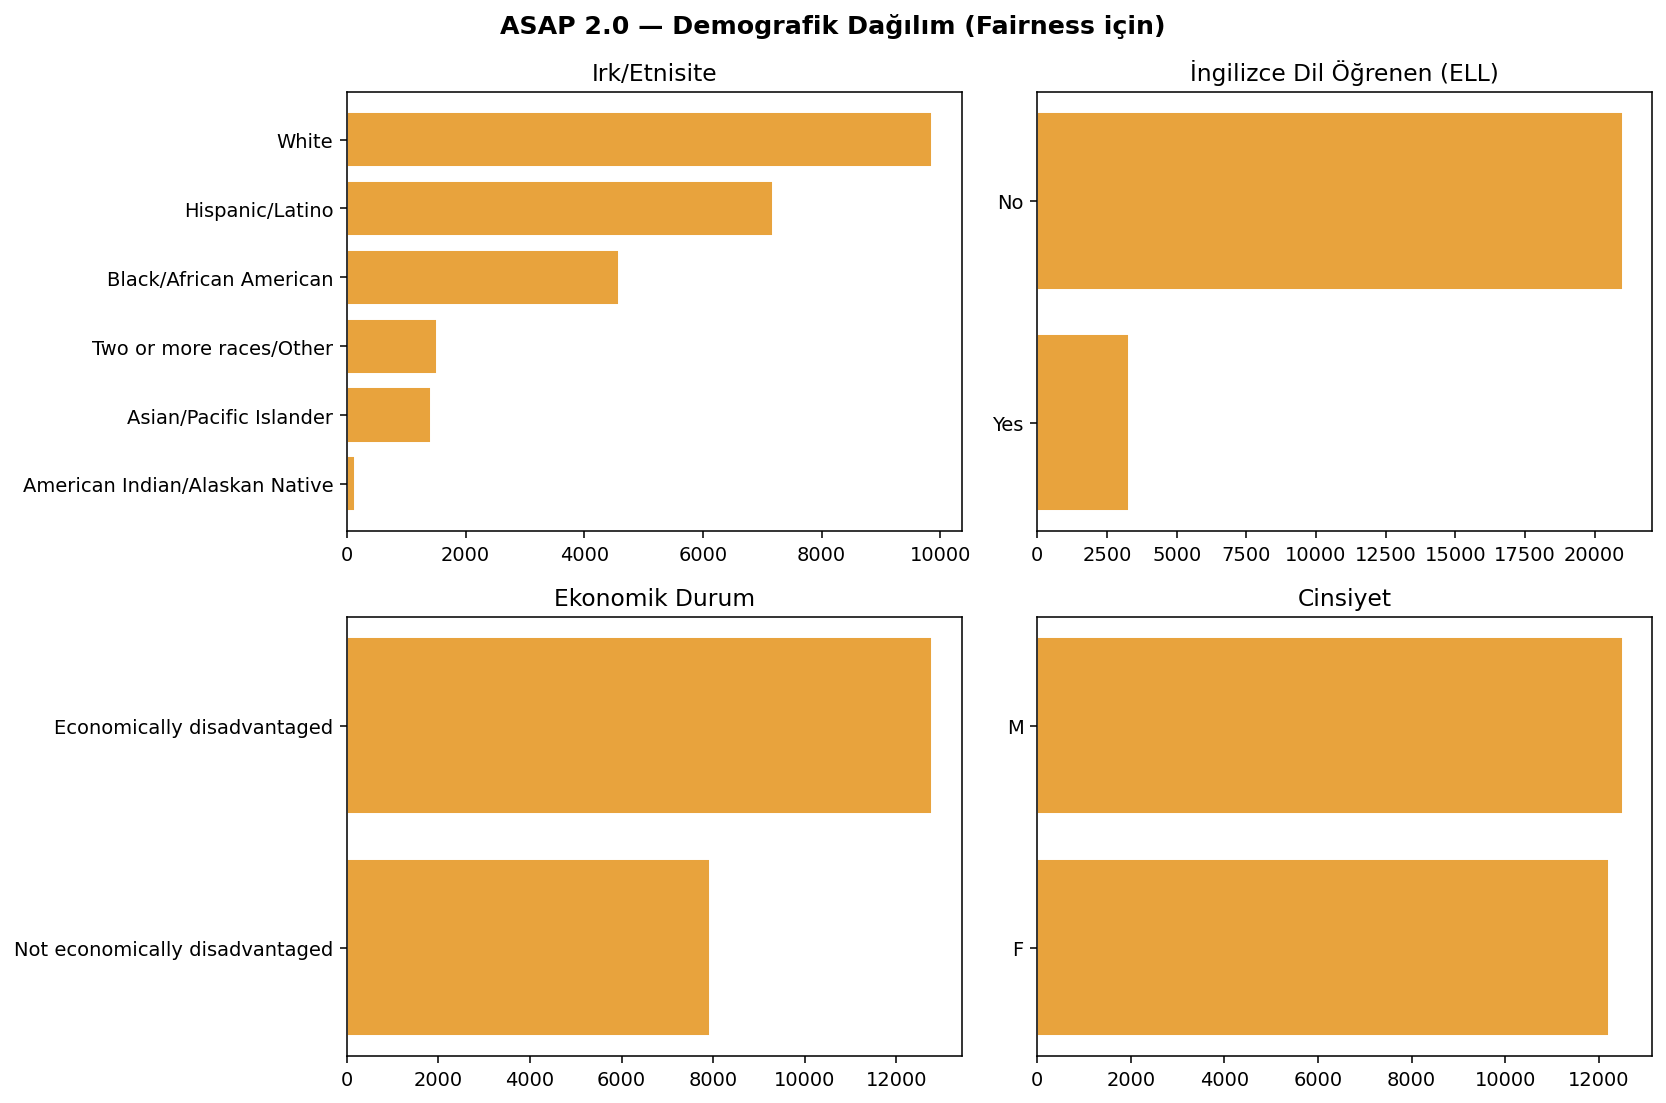 ASAP 2.0 — Demografik Dağılım (Fairness için)
Irk/Etnisite
White
Hispanic/Latino
Black/African American
Two or more races/Other
Asian/Pacific Islander
American Indian/Alaskan Native
0 2000 4000 6000 8000 10000
İngilizce Dil Öğrenen (ELL)
No
Yes
0 2500 5000 7500 10000 12500 15000 17500 20000
Ekonomik Durum
Economically disadvantaged
Not economically disadvantaged
0 2000 4000 6000 8000 10000 12000
Cinsiyet
M
F
0 2000 4000 6000 8000 10000 12000